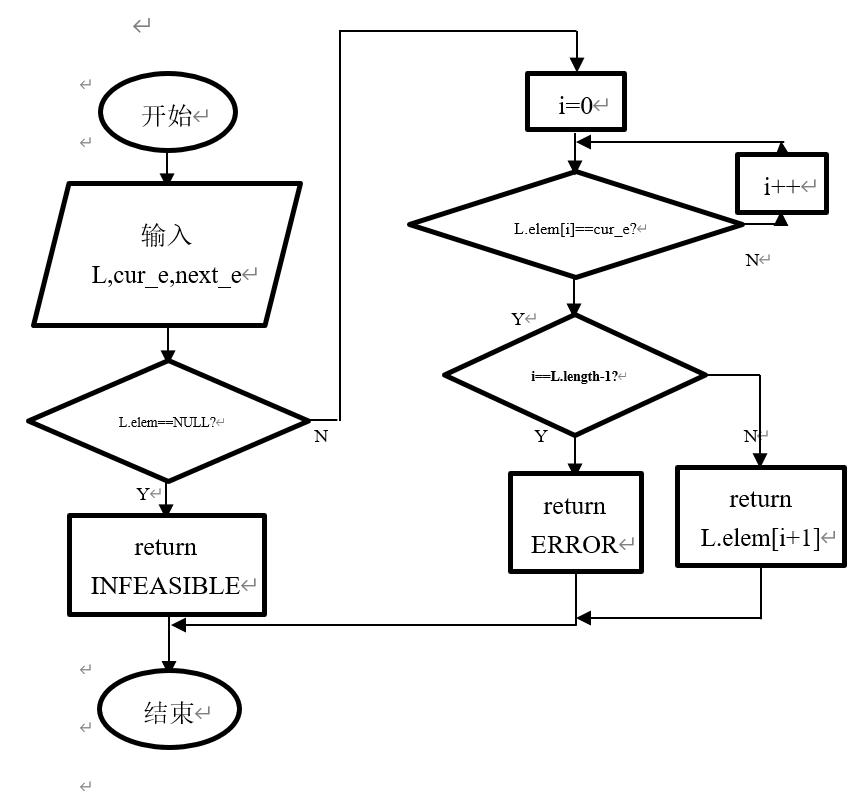 开始
输入
L,cur_e,next_e
L.elem==NULL?
N
Y
return
INFEASIBLE
结束
i=0
i++
L.elem[i]==cur_e?
N
Y
i==L.length-1?
Y
N
return
ERROR
return
L.elem[i+1]